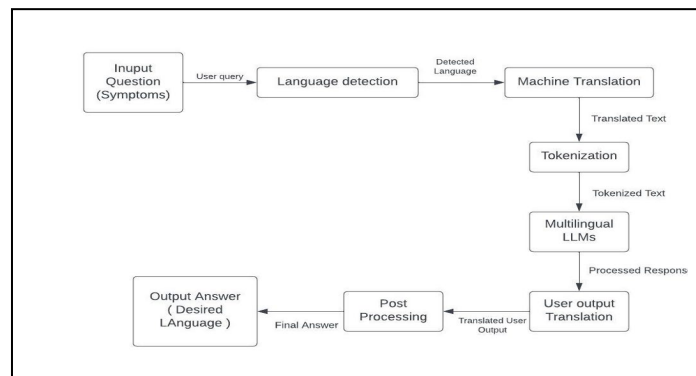 Inuput
Question
(Symptoms)
User query
Language detection
Detected
Language
Machine Translation
Translated Text
Tokenization
Tokenized Text
Multilingual
LLMs
Processed Respons
User output
Translation
Translated User
Output
Post
Processing
Final Answer
Output Answer
( Desired
LAnguage )